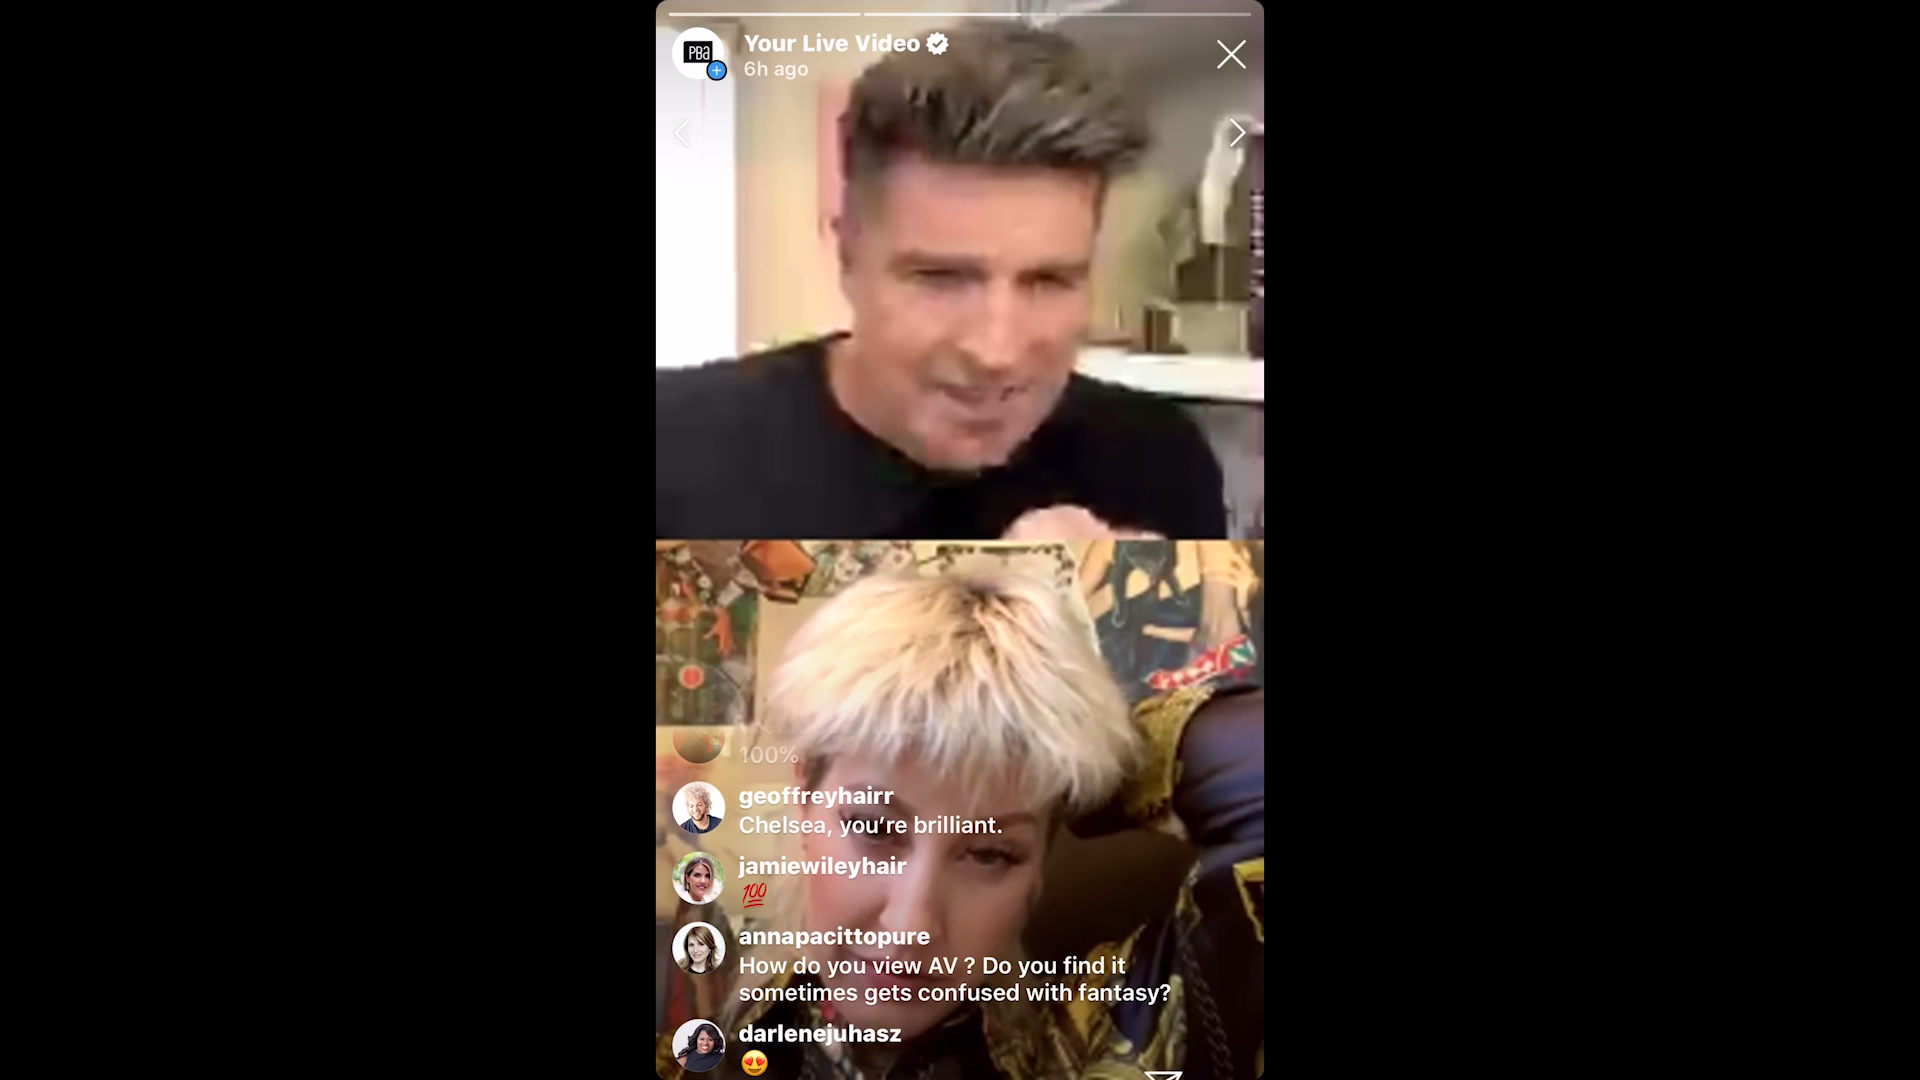 PBa
Your Live Video
6h ago
100%
geoffreyhairr
Chelsea, you’re brilliant.
jamiewileyhair
💯
annapacittopure
How do you view AV ? Do you find it
sometimes gets confused with fantasy?
darlenejuhasz
😍